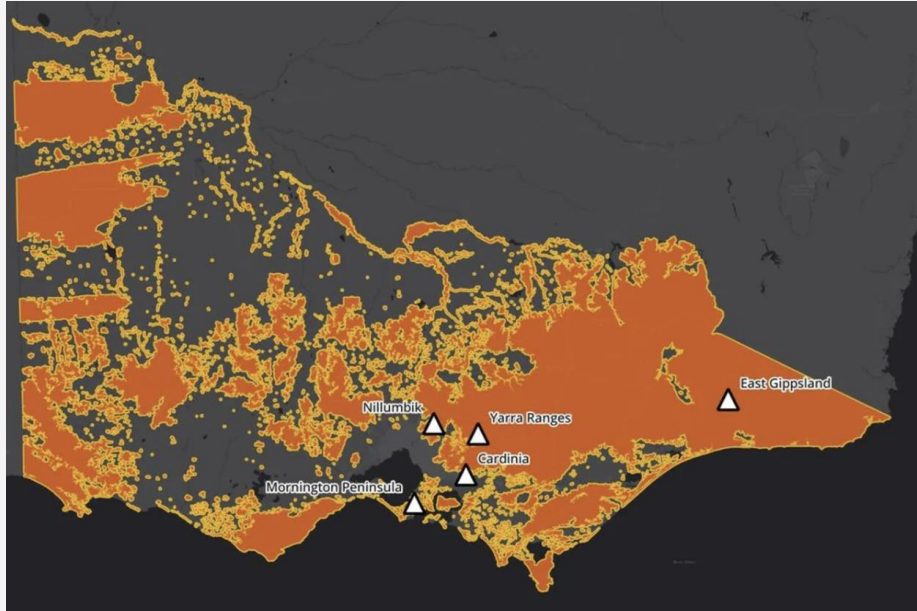 East Gippsland
Nillumbik
Yarra Ranges
Cardinia
Mornington Peninsula